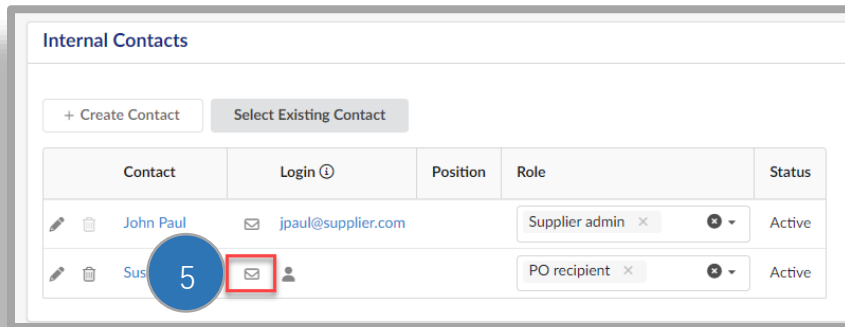 Internal Contacts
+ Create Contact Select Existing Contact
Contact Login Position Role Status
John Paul jpaul@supplier.com Supplier admin × Active
5 PO recipient × Active